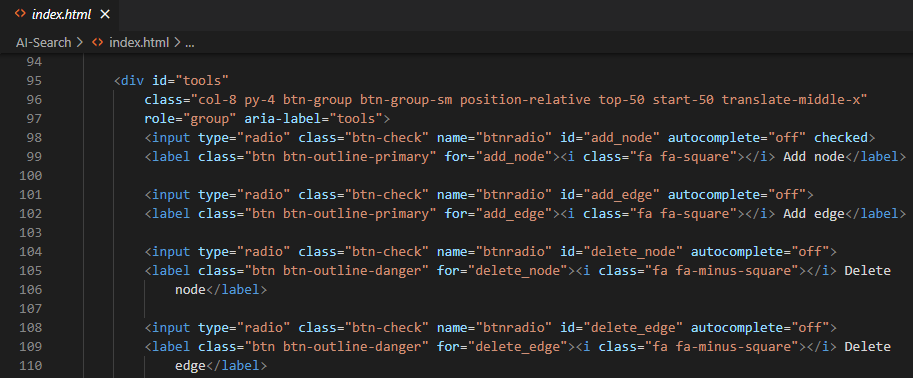 <> index.html ×
AI-Search > <> index.html > ...
94
95 <div id="tools"
96 class="col-8 py-4 btn-group btn-group-sm position-relative top-50 start-50 translate-middle-x"
97 role="group" aria-label="tools">
98 <input type="radio" class="btn-check" name="btnradio" id="add_node" autocomplete="off" checked>
99 <label class="btn btn-outline-primary" for="add_node"><i class="fa fa-square"></i> Add node</label>
100
101 <input type="radio" class="btn-check" name="btnradio" id="add_edge" autocomplete="off">
102 <label class="btn btn-outline-primary" for="add_edge"><i class="fa fa-square"></i> Add edge</label>
103
104 <input type="radio" class="btn-check" name="btnradio" id="delete_node" autocomplete="off">
105 <label class="btn btn-outline-danger" for="delete_node"><i class="fa fa-minus-square"></i> Delete
106 node</label>
107
108 <input type="radio" class="btn-check" name="btnradio" id="delete_edge" autocomplete="off">
109 <label class="btn btn-outline-danger" for="delete_edge"><i class="fa fa-minus-square"></i> Delete
110 edge</label>